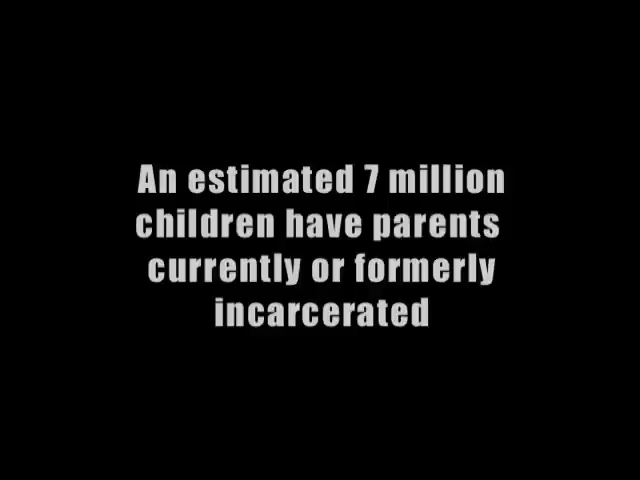 An estimated 7 million
children have parents
currently or formerly
incarcerated